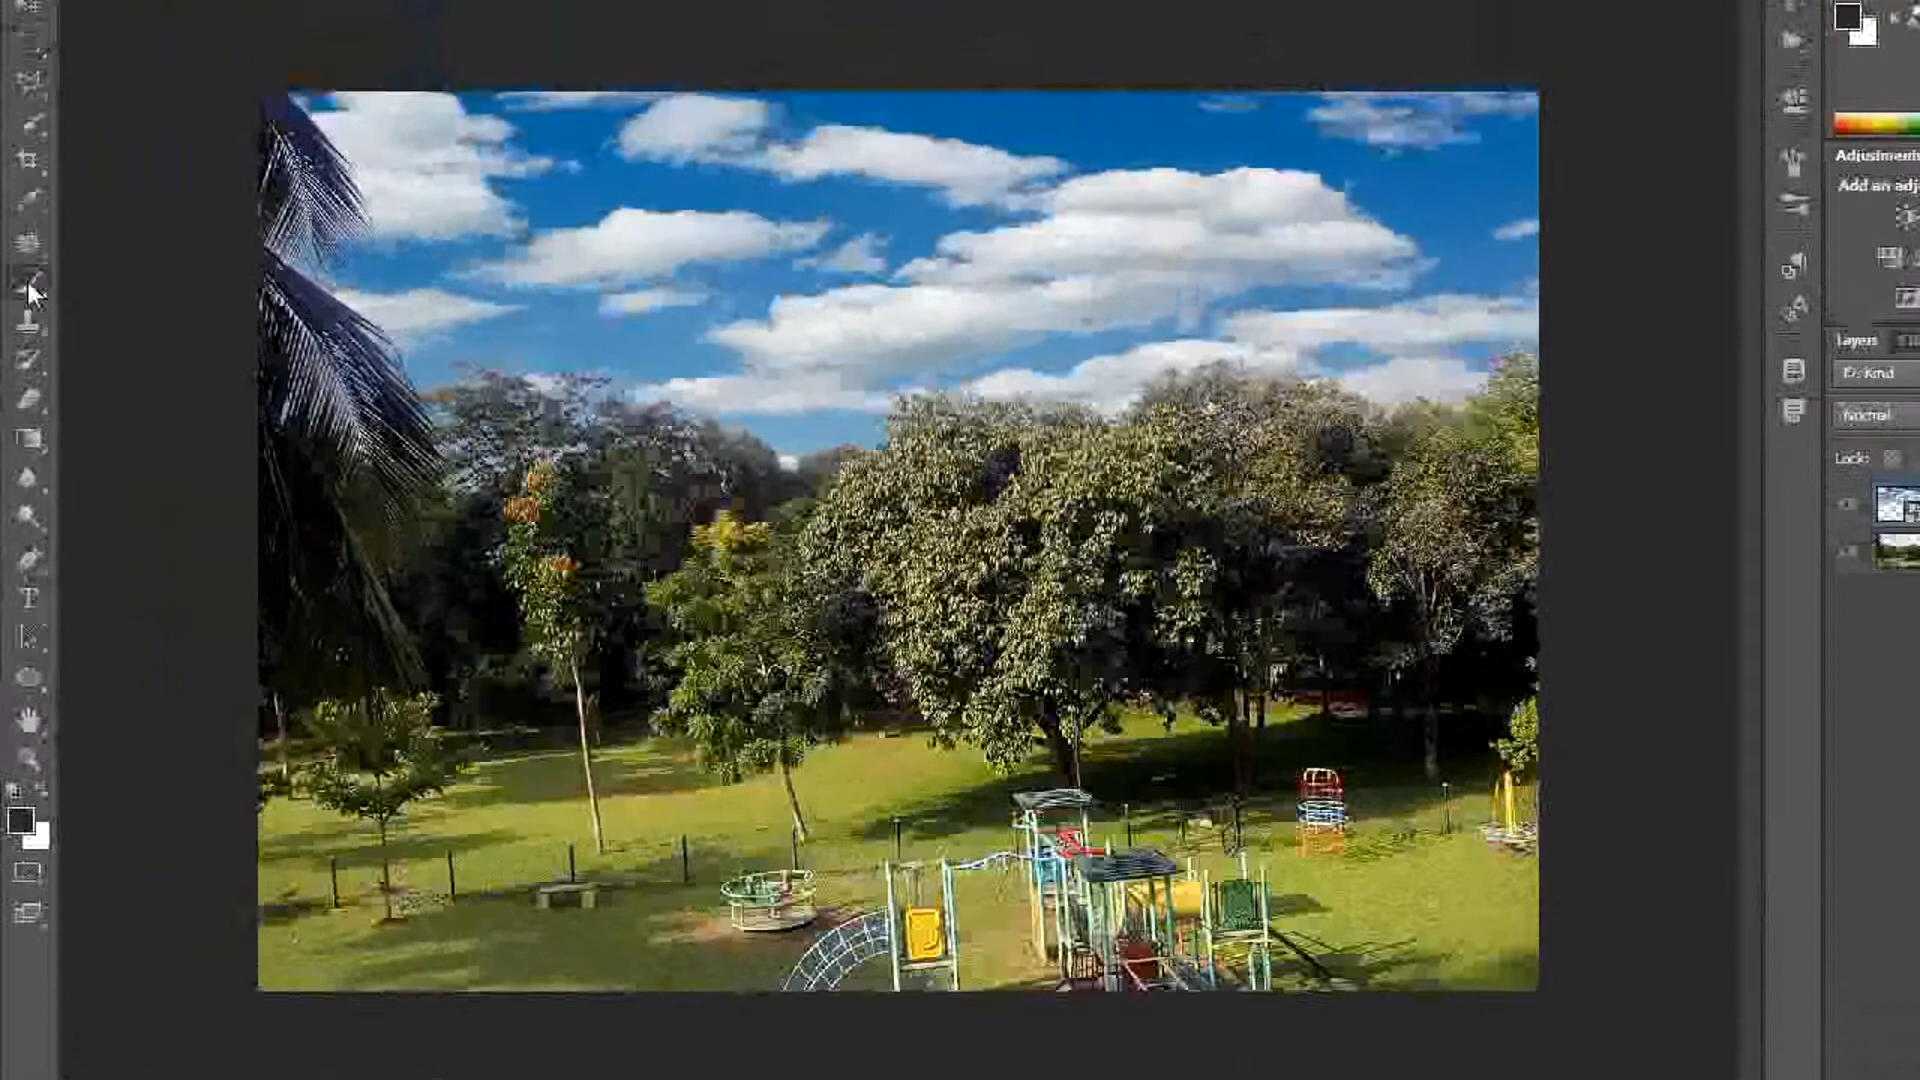 Adjustments
Add an adj
Layers
Kind
Normal
Lock:
T